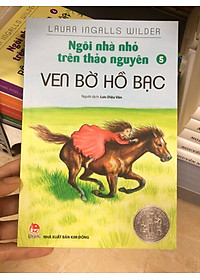 LAURA INGALLS WILDER
Ngôi nhà nhỏ
trên thảo nguyên 5
VEN BỜ HỒ BẠC
Người dịch: Lưu Diệu Vân
NHÀ XUẤT BẢN KIM ĐỒNG